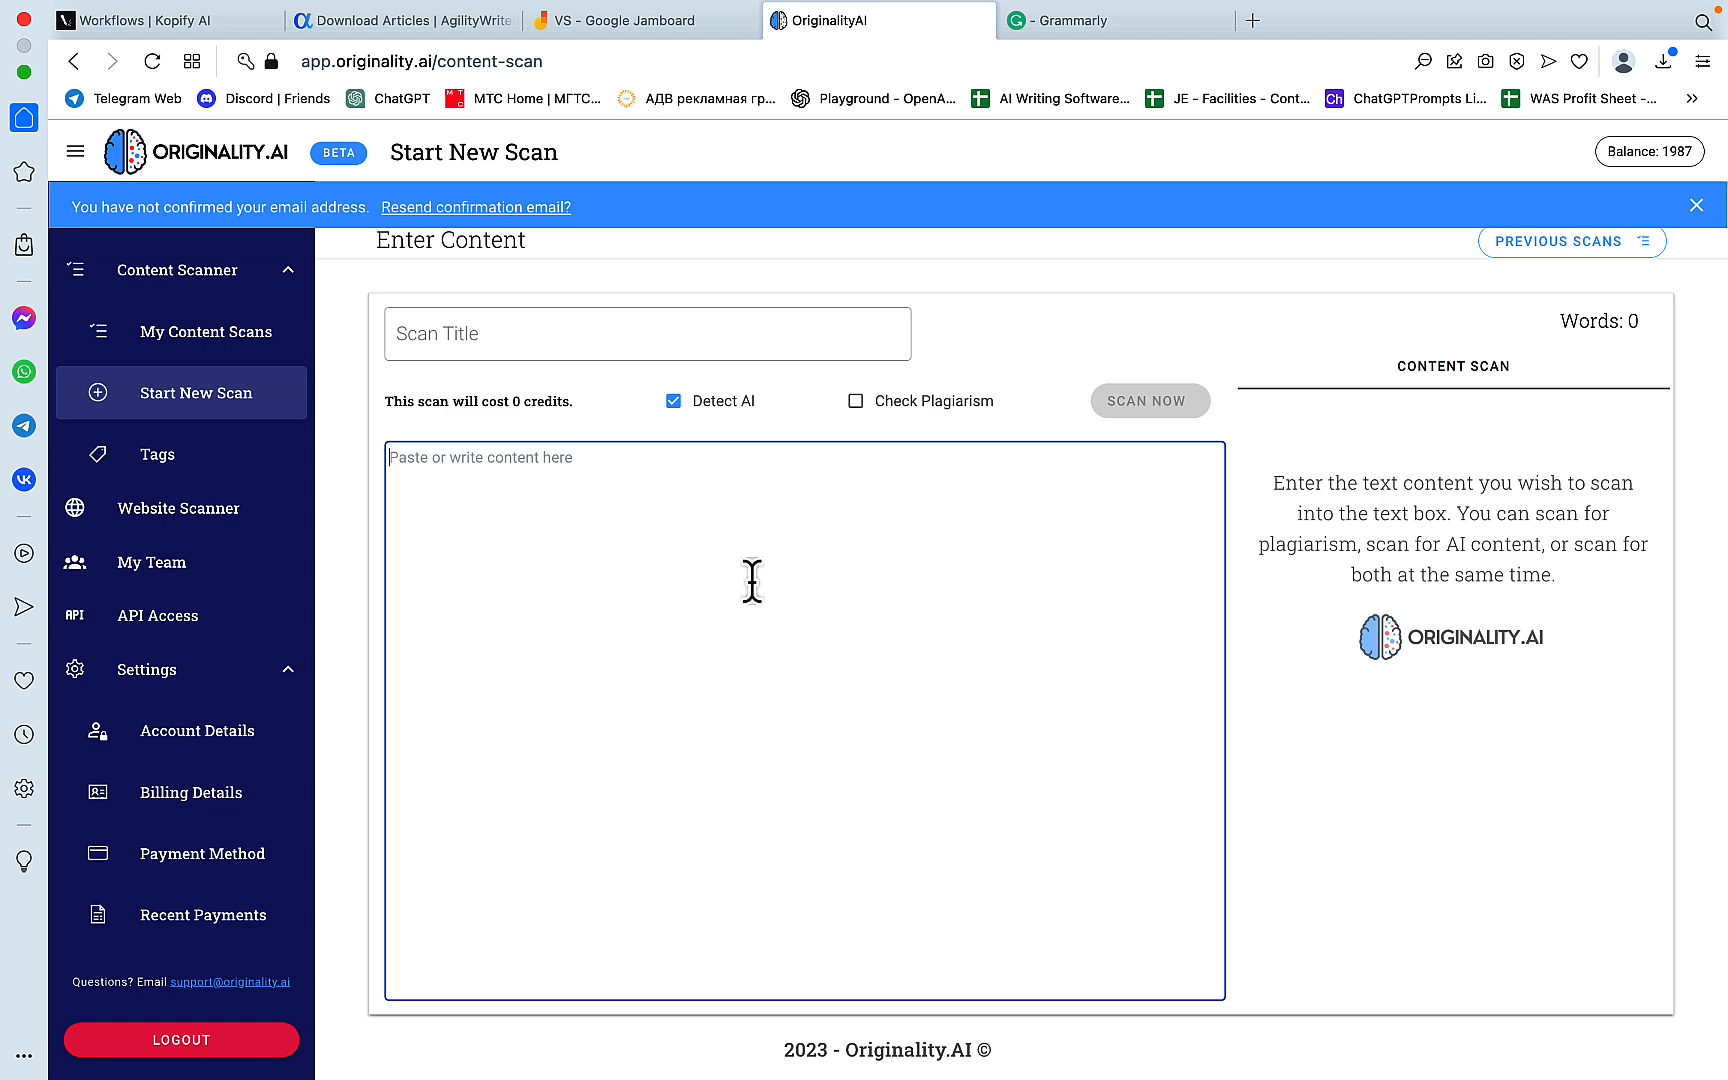 Workflows | Kopify AI
Download Articles | AgilityWrite
VS - Google Jamboard
OriginalityAI
- Grammarly
app.originality.ai/content-scan
Telegram Web
Discord | Friends
ChatGPT
МТС Home | МГТС...
АДВ рекламная гр...
Playground - OpenA...
AI Writing Software...
JE - Facilities - Cont...
Ch
ChatGPTPrompts Li...
WAS Profit Sheet -...
ORIGINALITY.AI
BETA
Start New Scan
Balance: 1987
You have not confirmed your email address. Resend confirmation email?
Enter Content
PREVIOUS SCANS
Content Scanner
My Content Scans
Start New Scan
Tags
Website Scanner
My Team
API API Access
Settings
Account Details
Billing Details
Payment Method
Recent Payments
Questions? Email support@originality.ai
LOGOUT
Scan Title
Words: 0
This scan will cost 0 credits.
Detect AI
Check Plagiarism
SCAN NOW
CONTENT SCAN
Paste or write content here
Enter the text content you wish to scan
into the text box. You can scan for
plagiarism, scan for AI content, or scan for
both at the same time.
ORIGINALITY.AI
2023 - Originality.AI ©